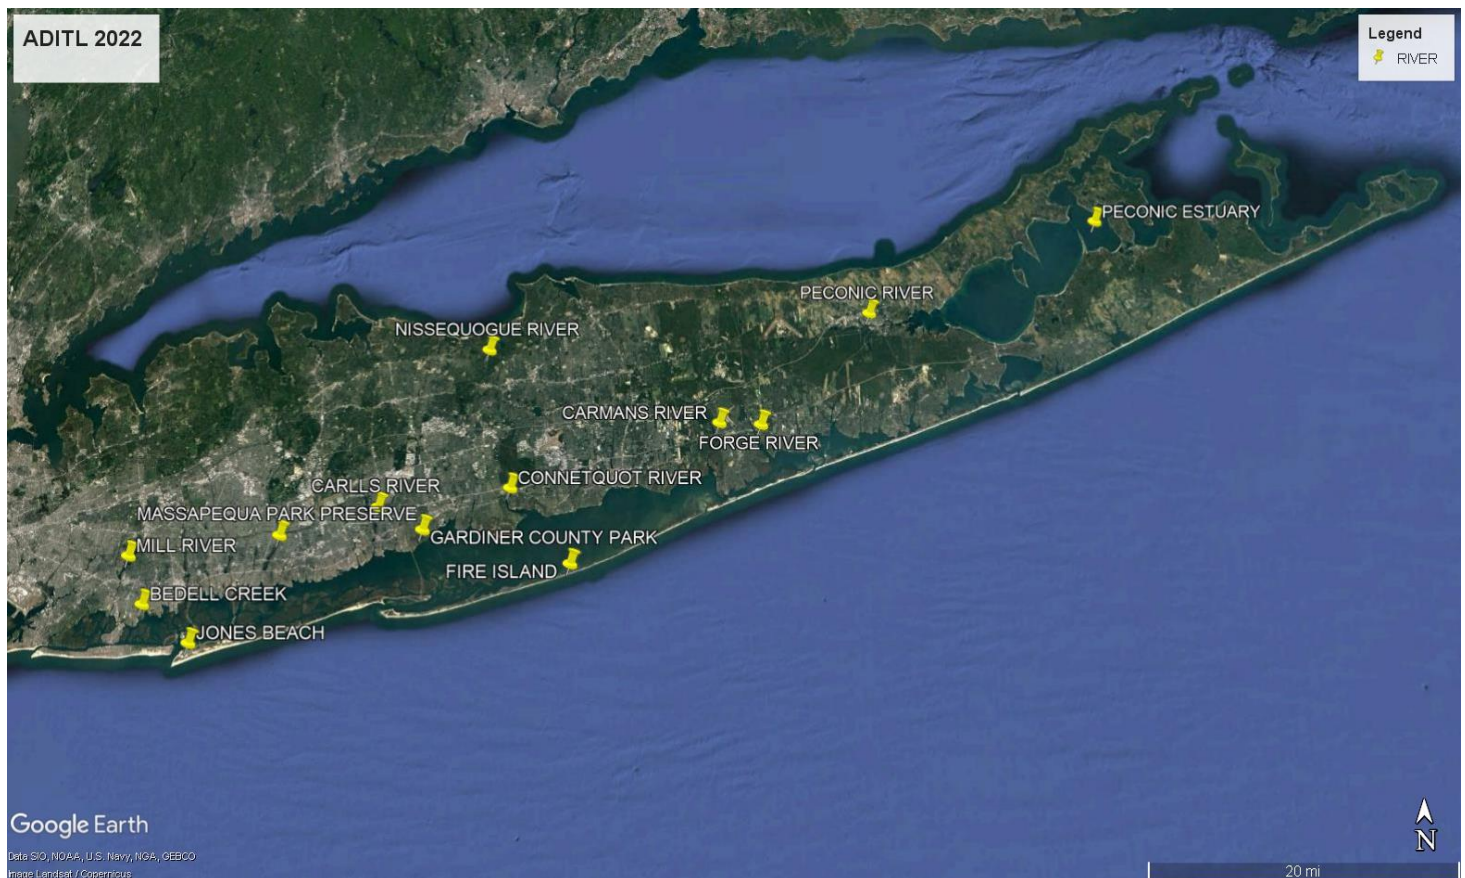 ADITL 2022
Legend
RIVER
PECONIC ESTUARY
PECONIC RIVER
NISSEQUOGUE RIVER
CARMANS RIVER
FORGE RIVER
CONNETQUOT RIVER
CARLLS RIVER
MASSAPEQUA PARK PRESERVE
GARDINER COUNTY PARK
MILL RIVER
FIRE ISLAND
BEDELL CREEK
JONES BEACH
Google Earth
N
Data SIO, NOAA, U.S. Navy, NGA, GEBCO
Image Landsat / Copernicus
20 mi